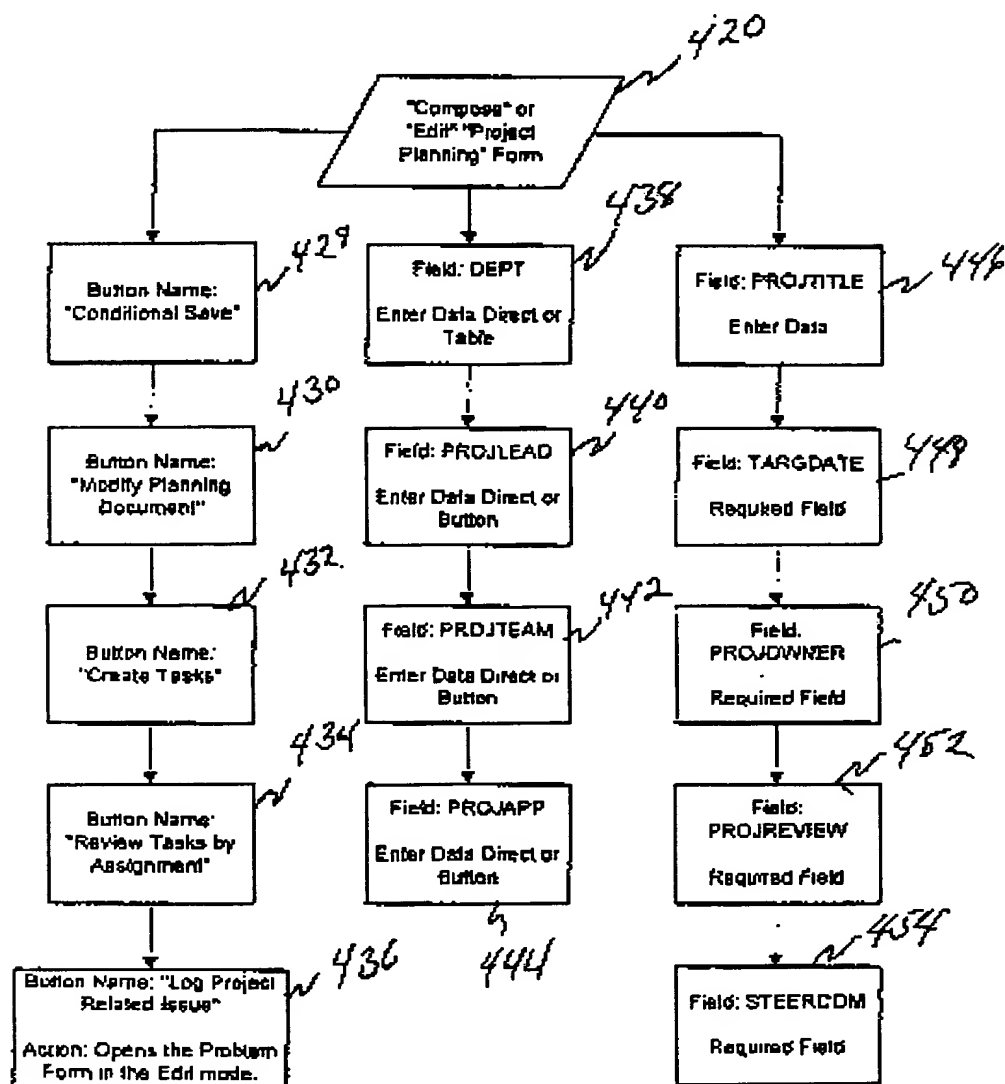 420
"Compose" or
"Edit" "Project
Planning" Form
428
Button Name:
"Conditional Save"
430
Button Name:
"Modify Planning
Document"
432
Button Name:
"Create Tasks"
434
Button Name:
"Review Tasks by
Assignment"
436
Button Name: "Log Project
Related Issue"
Action: Opens the Problem
Form in the Edit mode.
438
Field: DEPT
Enter Data Direct or
Table
440
Field: PROJLEAD
Enter Data Direct or
Button
442
Field: PROJTEAM
Enter Data Direct or
Button
Field: PROJAPP
Enter Data Direct or
Button
444
446
Field: PROJTITLE
Enter Data
448
Field: TARGDATE
Required Field
450
Field:
PROJOWNER
Required Field
452
Field:
PROJREVIEW
Required Field
454
Field: STEERCOM
Required Field